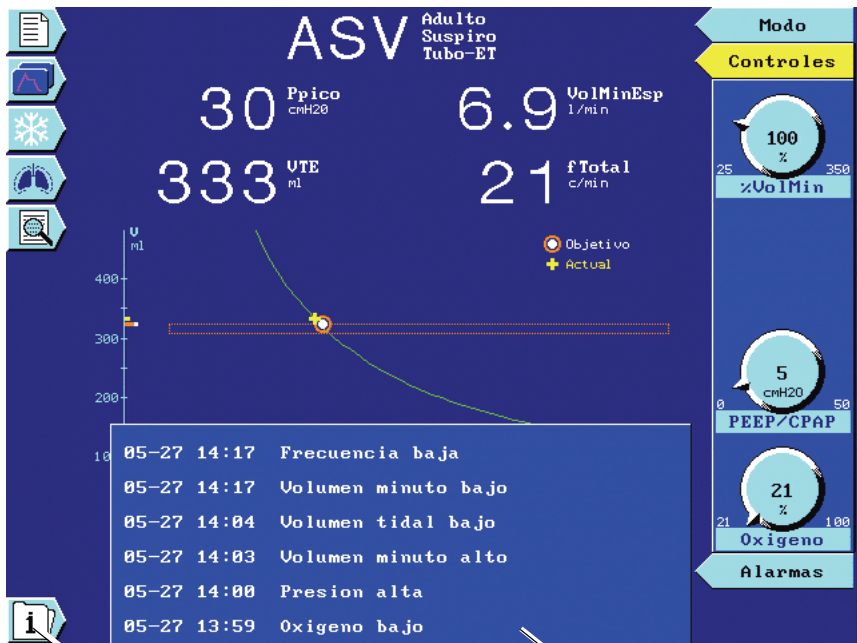 ASV
Adulto
Suspiro
Tubo-ET
30 Ppico
cmH20
6.9 VolMinEsp
l/min
333 VTE
ml
21 fTotal
c/min
V
ml
400
300
200
10
Objetivo
Actual
05-27 14:17 Frecuencia baja
05-27 14:17 Volumen minuto bajo
05-27 14:04 Volumen tidal bajo
05-27 14:03 Volumen minuto alto
05-27 14:00 Presion alta
05-27 13:59 Oxigeno bajo
i
Modo
Controles
100
%
25 350
%VolMin
5
cmH20
0 50
PEEP/CPAP
21
%
21 100
Oxigeno
Alarmas